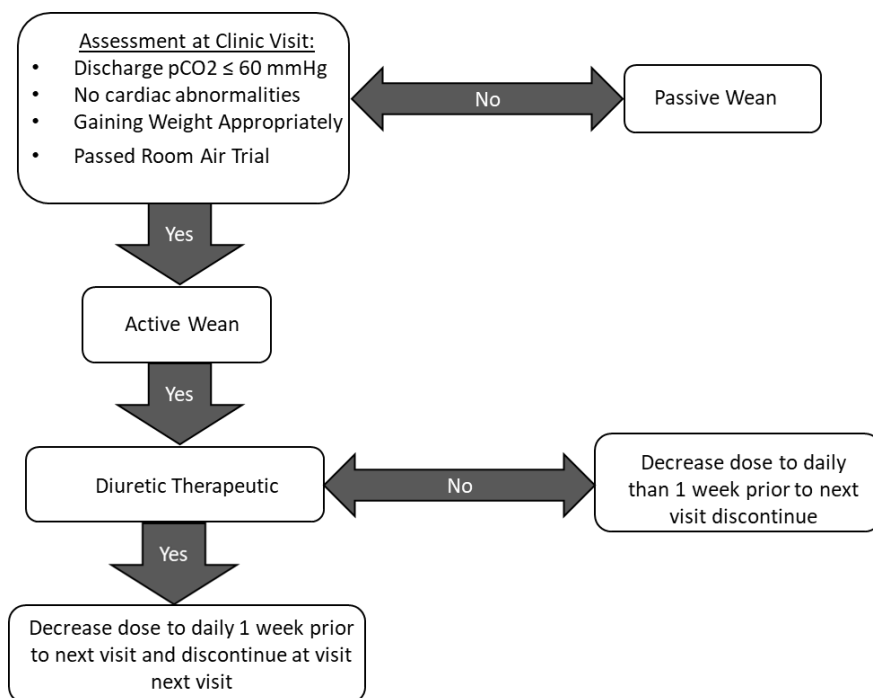 Assessment at Clinic Visit:
• Discharge pCO2 ≤ 60 mmHg
• No cardiac abnormalities
• Gaining Weight Appropriately
• Passed Room Air Trial
No
Passive Wean
Yes
Active Wean
Yes
Diuretic Therapeutic
No
Decrease dose to daily
than 1 week prior to next
visit discontinue
Yes
Decrease dose to daily 1 week prior
to next visit and discontinue at visit
next visit